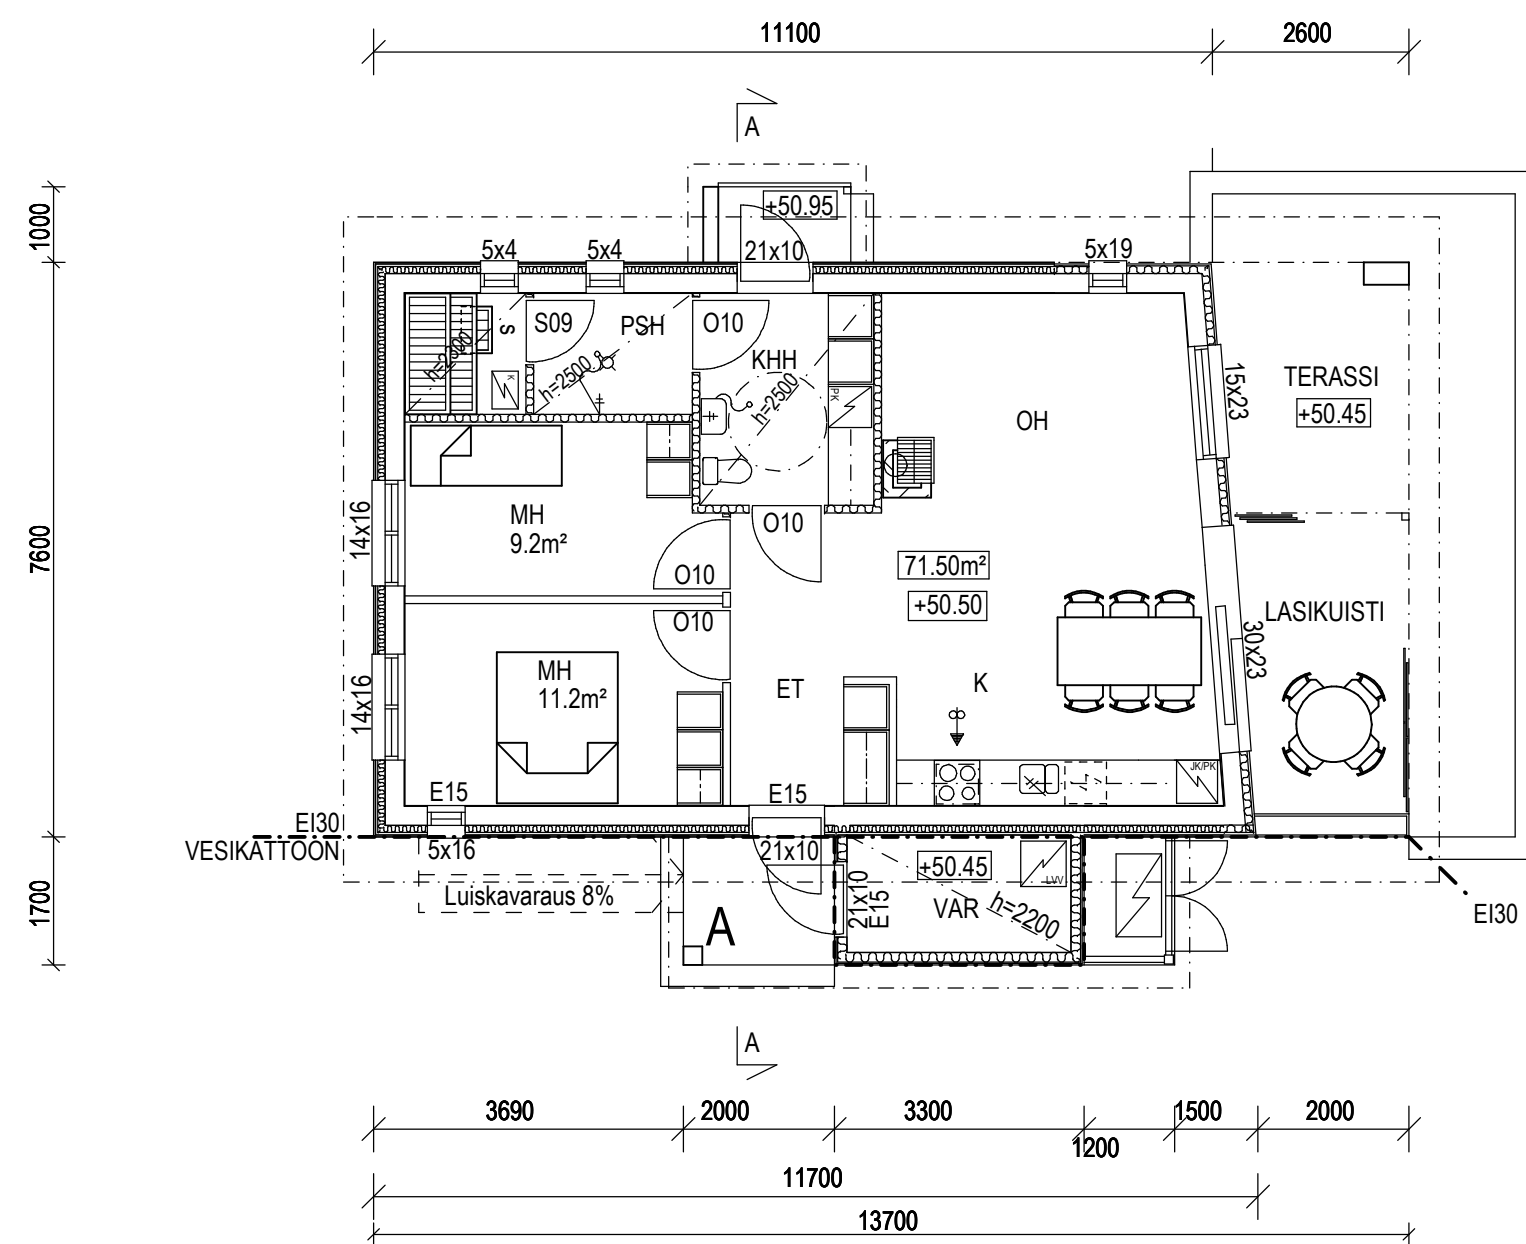 11100
2600
A
1000
+50.95
5x4
5x4
21x10
5x19
S
S09
PSH
O10
KHH
h=2300
h=2500
h=2500
K
PK
OH
15x23
TERASSI
+50.45
7600
14x16
MH
9.2m²
O10
O10
O10
71.50m²
+50.50
LASIKUISTI
30x23
14x16
MH
11.2m²
ET
K
JK/PK
E15
E15
EI30
VESIKATTOON
5x16
21x10
+50.45
LVV
21x10
E15
VAR
h=2200
1700
Luiskavaraus 8%
A
EI30
A
3690
2000
3300
1200
1500
2000
11700
13700